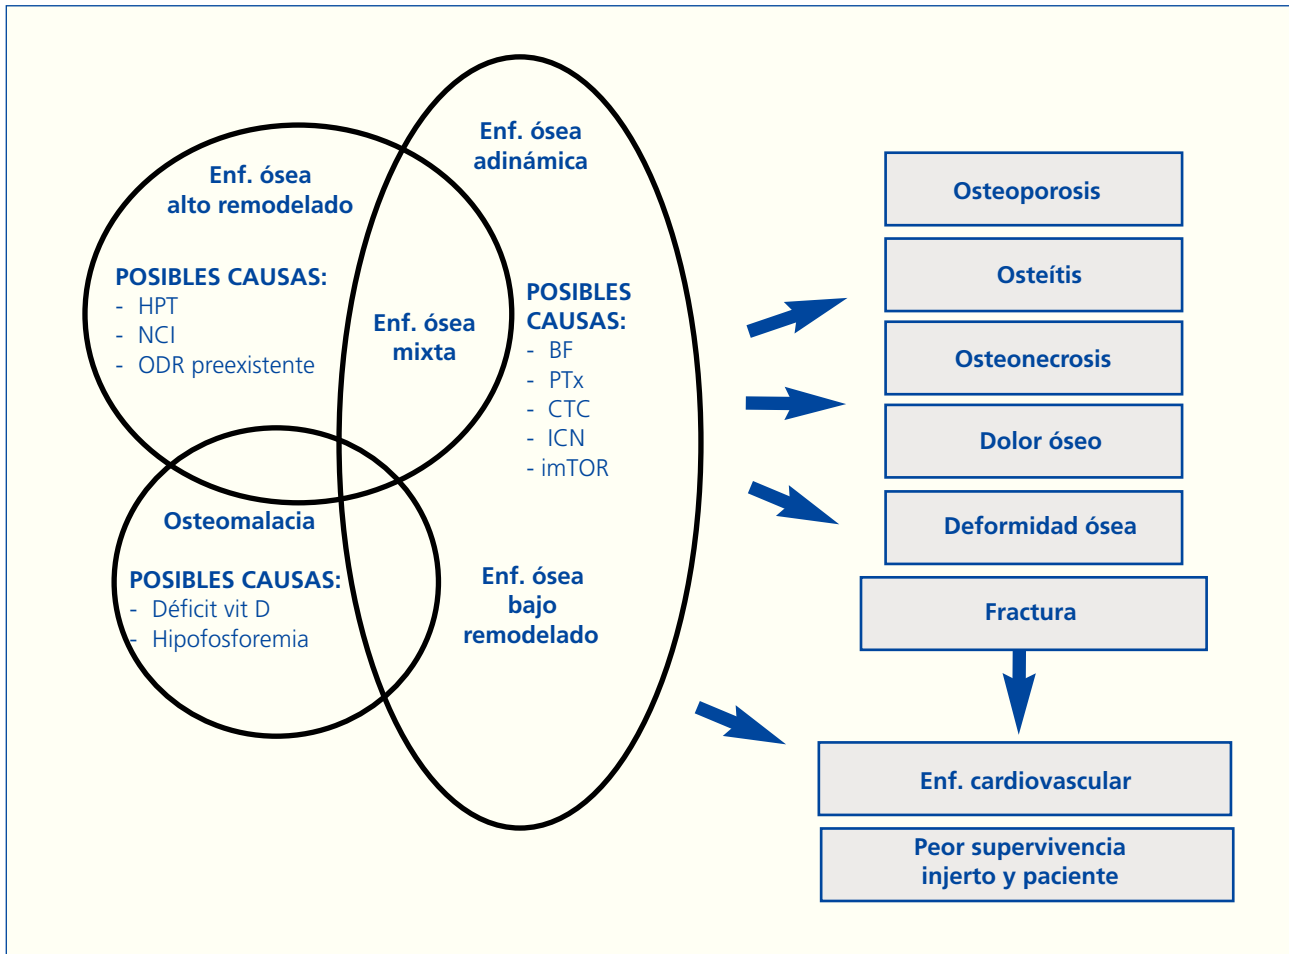 Enf. ósea
alto remodelado
POSIBLES CAUSAS:
- HPT
- NCI
- ODR preexistente
Enf. ósea
adinámica
Enf. ósea
mixta
POSIBLES
CAUSAS:
- BF
- PTx
- CTC
- ICN
- imTOR
Osteomalacia
POSIBLES CAUSAS:
- Déficit vit D
- Hipofosforemia
Enf. ósea
bajo
remodelado
Osteoporosis
Osteítis
Osteonecrosis
Dolor óseo
Deformidad ósea
Fractura
Enf. cardiovascular
Peor supervivencia
injerto y paciente